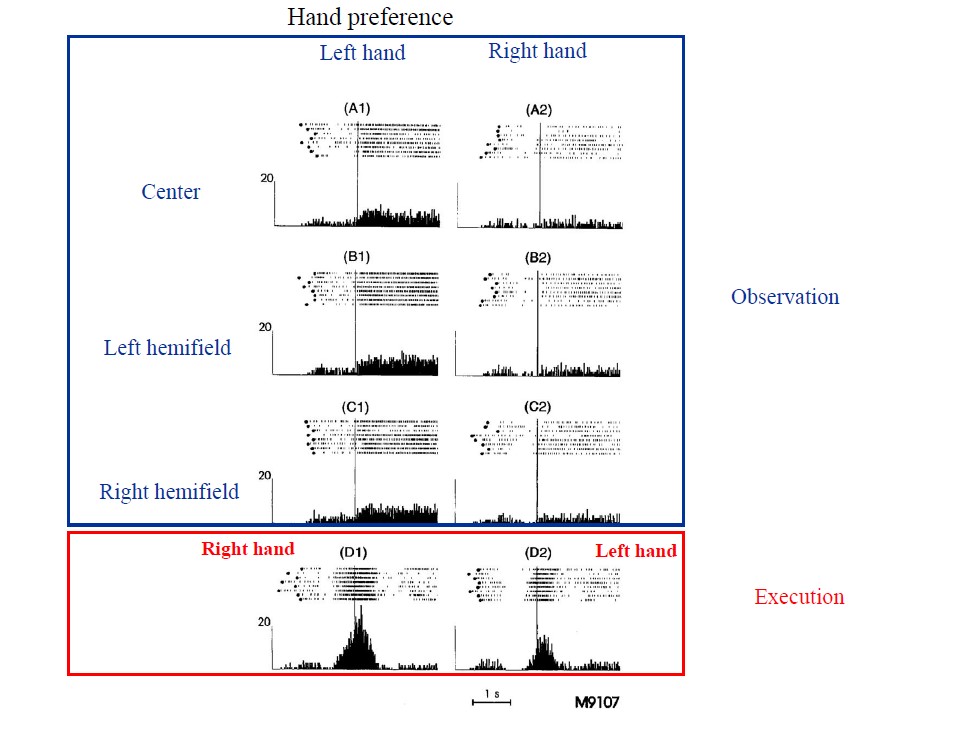 Hand preference
Left hand Right hand
(A1) (A2)
20
Center
(B1) (B2)
Observation
20
Left hemifield
(C1) (C2)
20
Right hemifield
Right hand (D1) (D2) Left hand
Execution
20
1 s
M9107